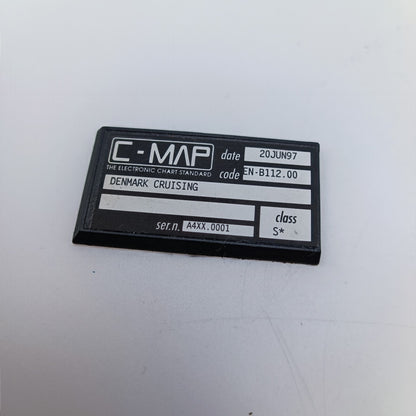 C-MAP
THE ELECTRONIC CHART STANDARD
date 20JUN97
code EN-B112.00
DENMARK CRUISING
class
S*
ser.n. A4XX.0001